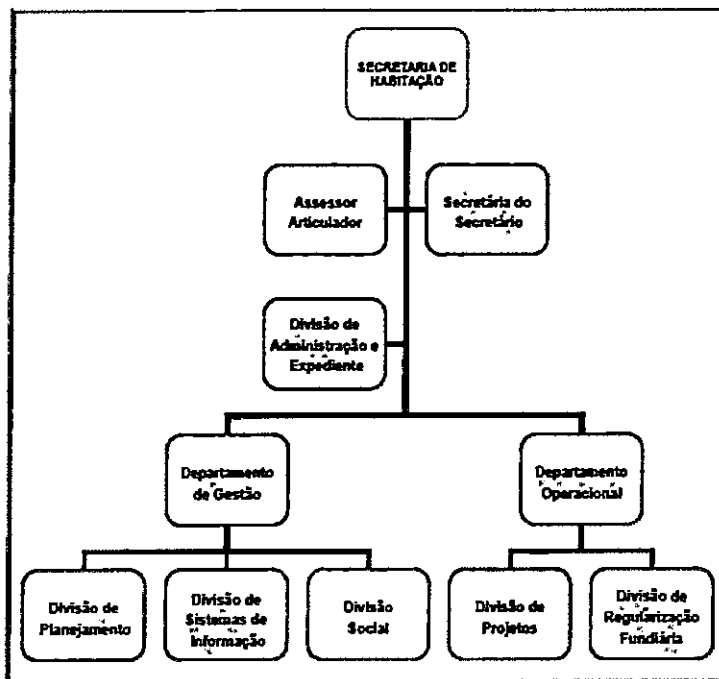 SECRETARIA DE
HABITAÇÃO
Assessor
Articulador
Secretária do
Secretário
Divisão de
Administração e
Expediente
Departamento
de Gestão
Departamento
Operacional
Divisão de
Planejamento
Divisão de
Sistemas de
Informação
Divisão
Social
Divisão de
Projetos
Divisão de
Regularização
Fundiária